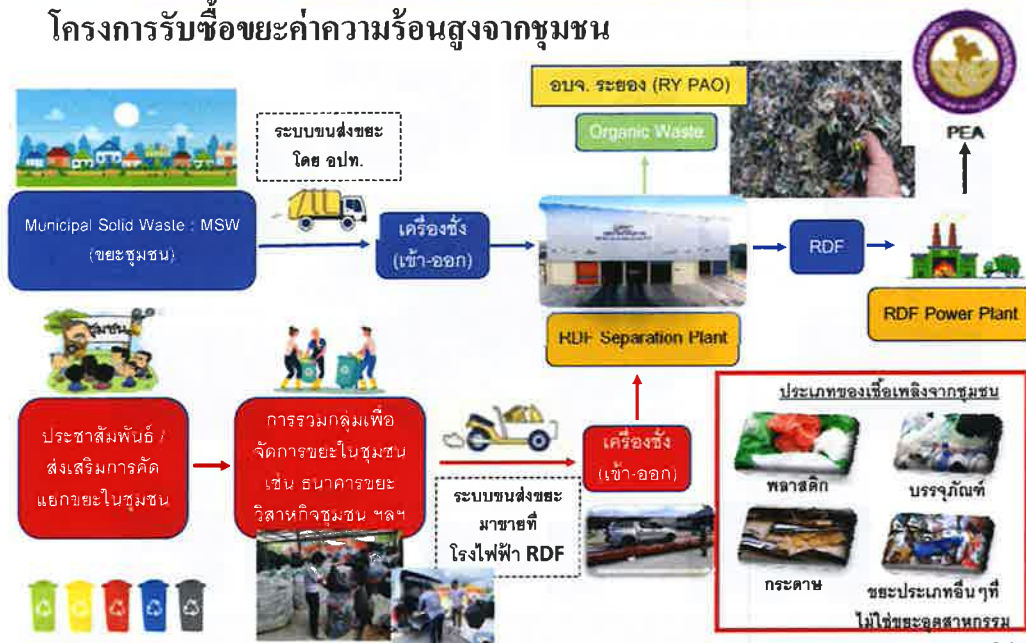 โครงการรับซื้อขยะค่าความร้อนสูงจากชุมชน
อบจ. ระยอง (RY PAO)
Organic Waste
PEA
ระบบขนส่งขยะ
โดย อปท.
Municipal Solid Waste : MSW
(ขยะชุมชน)
เครื่องชั่ง
(เข้า-ออก)
RDF
RDF Separation Plant
RDF Power Plant
ชุมชน
ประชาสัมพันธ์ /
ส่งเสริมการคัด
แยกขยะในชุมชน
การรวมกลุ่มเพื่อ
จัดการขยะในชุมชน
เช่น ธนาคารขยะ
วิสาหกิจชุมชน ฯลฯ
ระบบขนส่งขยะ
มาขายที่
โรงไฟฟ้า RDF
เครื่องชั่ง
(เข้า-ออก)
ประเภทของเชื้อเพลิงจากชุมชน
พลาสติก
บรรจุภัณฑ์
กระดาษ
ขยะประเภทอื่นๆที่
ไม่ใช่ขยะอุตสาหกรรม